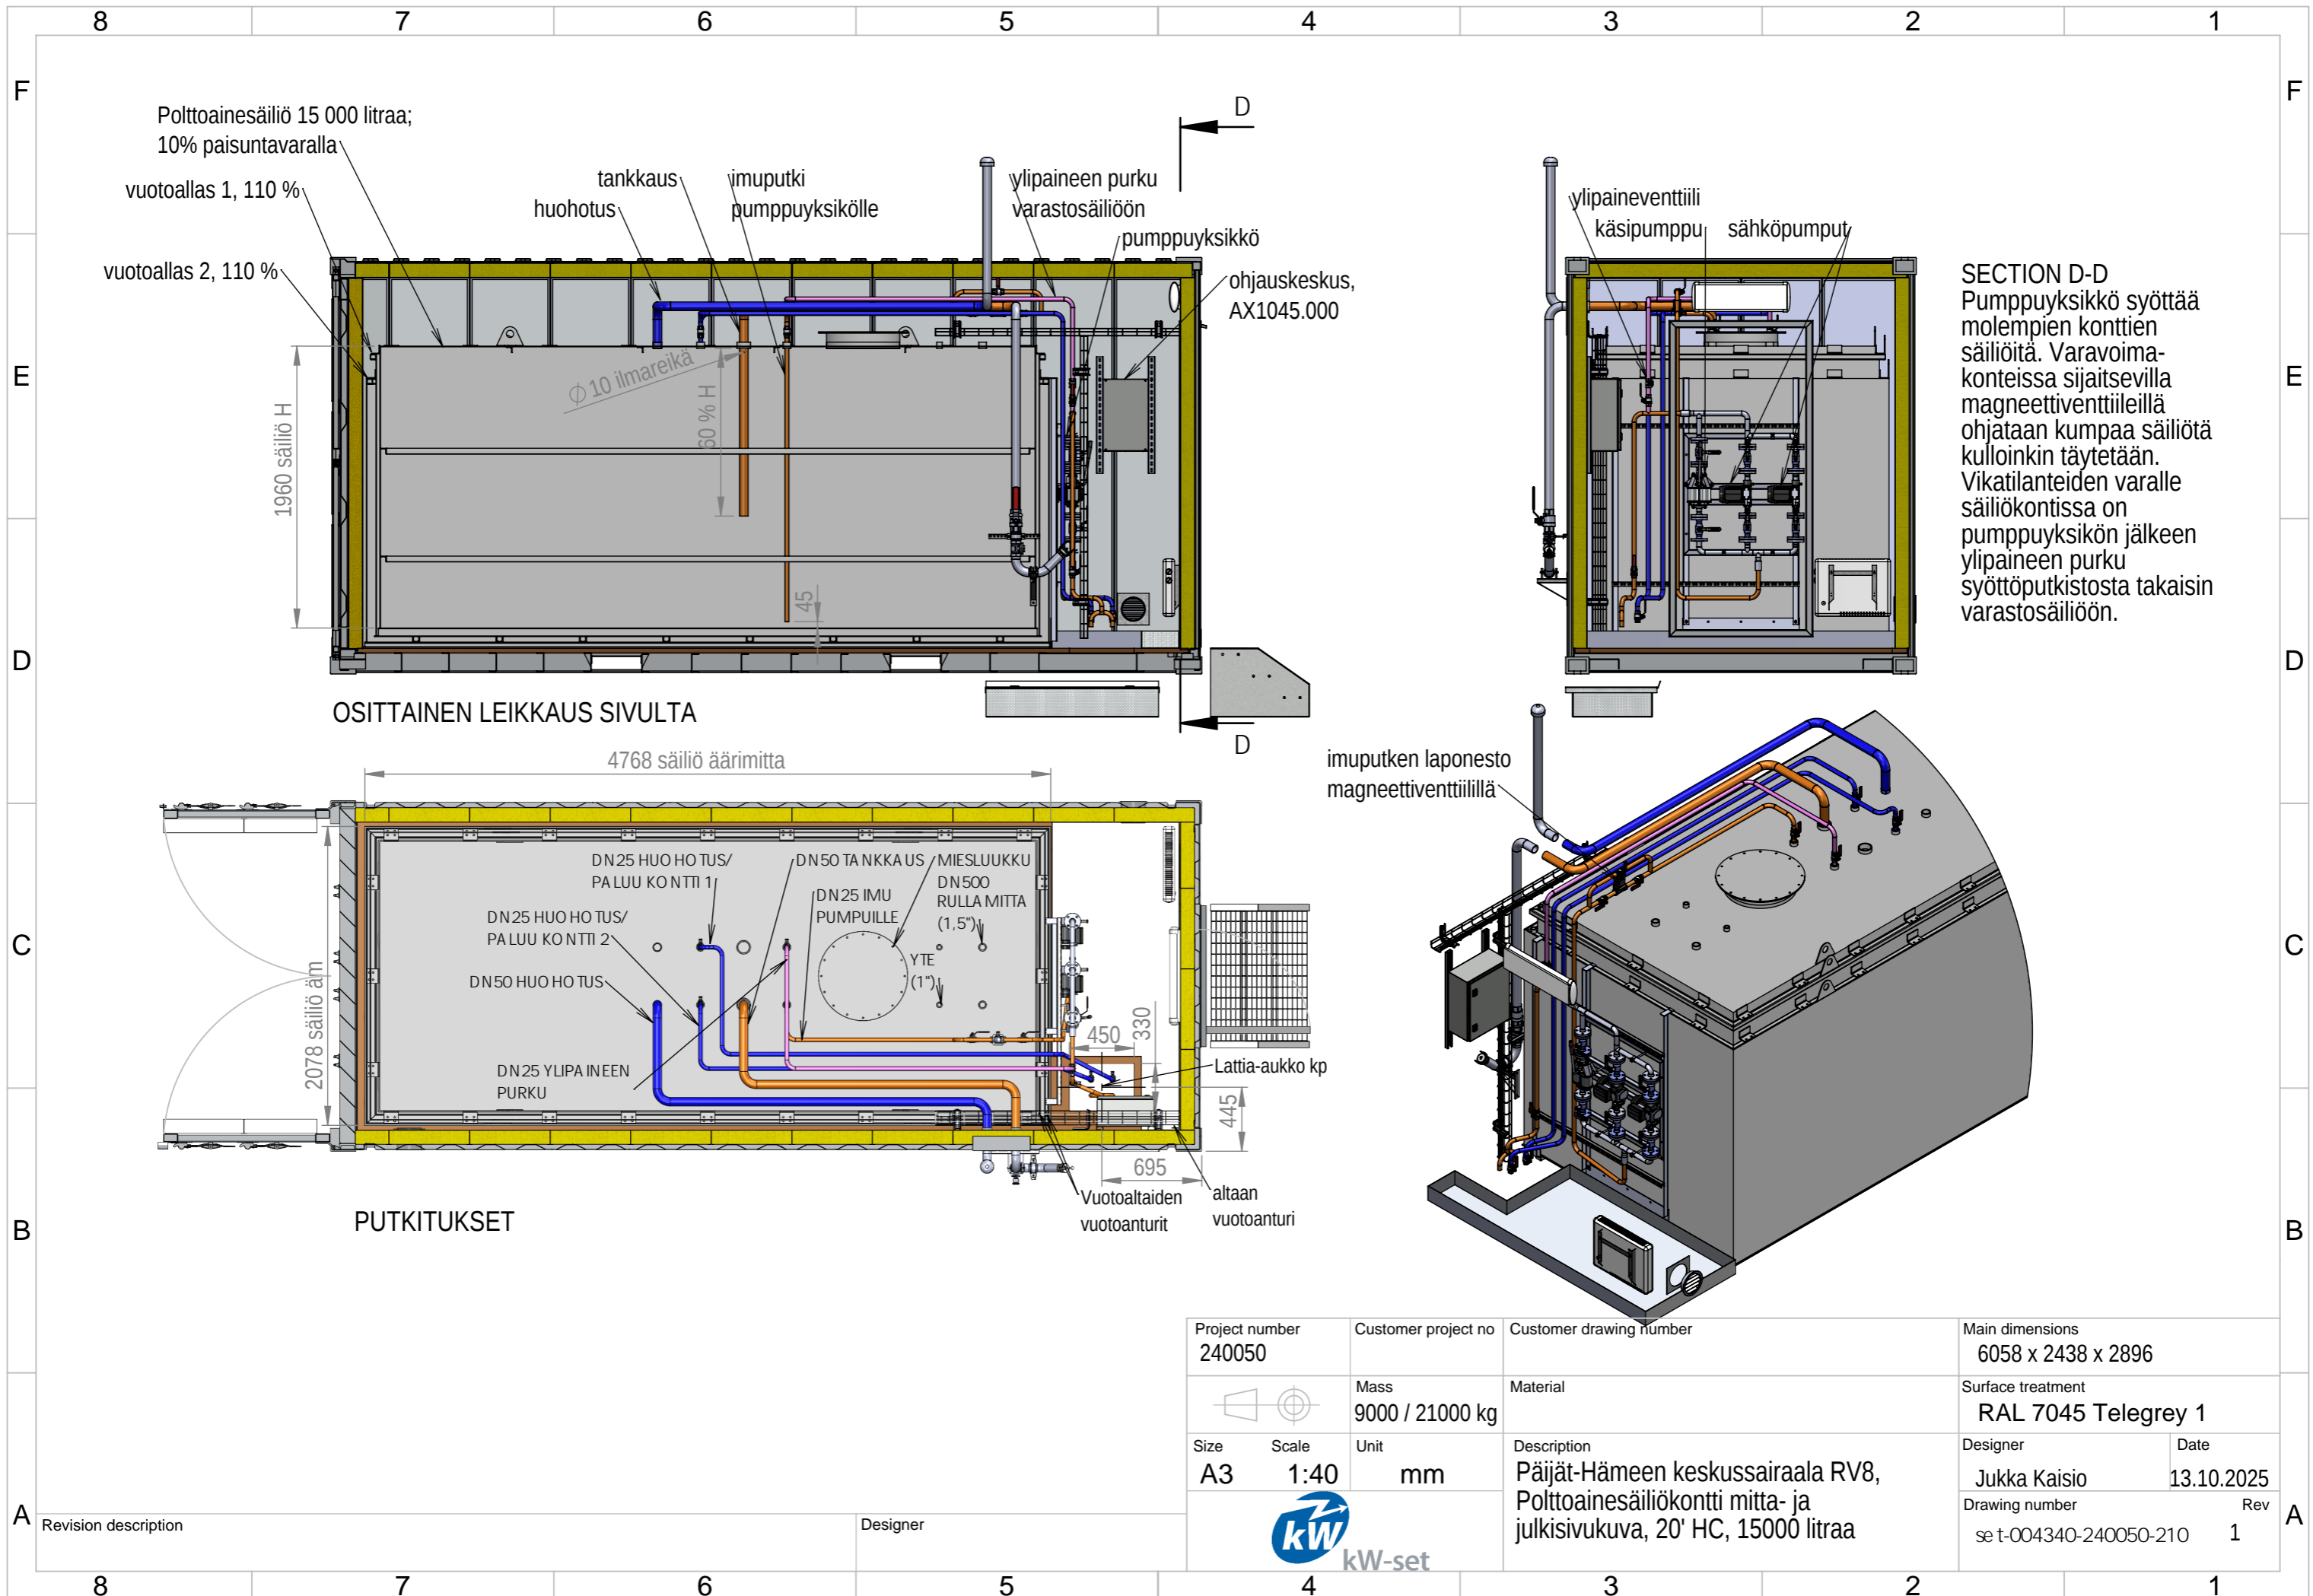 8 7 6 5 4 3 2 1
F
F
E
E
D
D
C
C
B
B
A
A
Polttoainesäiliö 15 000 litraa;
10% paisuntavaralla
vuotoallas 1, 110 %
vuotoallas 2, 110 %
tankkaus
huohotus
imuputki
pumppuyksikölle
ylipaineen purku
varastosäiliöön
pumppuyksikkö
ohjauskeskus,
AX1045.000
D
D
Ø 10 ilmareikä
60 % H
1960 säiliö H
45
OSITTAINEN LEIKKAUS SIVULTA
ylipaineventtiili
käsipumppu
sähköpumput
SECTION D-D
Pumppuyksikkö syöttää
molempien konttien
säiliöitä. Varavoima-
konteissa sijaitsevilla
magneettiventtiileillä
ohjataan kumpaa säiliötä
kulloinkin täytetään.
Vikatilanteiden varalle
säiliökontissa on
pumppuyksikön jälkeen
ylipaineen purku
syöttöputkistosta takaisin
varastosäiliöön.
4768 säiliö äärimitta
2078 säiliö äm
DN25 HUOHOTUS/
PALUU KONTTI 1
DN25 HUOHOTUS/
PALUU KONTTI 2
DN50 HUOHOTUS
DN25 YLIPAINEEN
PURKU
DN50 TANKKAUS
DN25 IMU
PUMPUILLE
MIESLUUKKU
DN500
RULLAMITTA
(1,5")
YTE
(1")
450
330
Lattia-aukko kp
445
695
Vuotoaltaiden
vuotoanturit
altaan
vuotoanturi
PUTKITUKSET
imuputken laponesto
magneettiventtiilillä
Project number
240050
Customer project no
Customer drawing number
Main dimensions
6058 x 2438 x 2896
Mass
9000 / 21000 kg
Material
Surface treatment
RAL 7045 Telegrey 1
Size
A3
Scale
1:40
Unit
mm
Description
Päijät-Hämeen keskussairaala RV8,
Polttoainesäiliökontti mitta- ja
julkisivukuva, 20' HC, 15000 litraa
Designer
Jukka Kaisio
Date
13.10.2025
Drawing number
set-004340-240050-210
Rev
1
kW
kW-set
Revision description
Designer
8 7 6 5 4 3 2 1